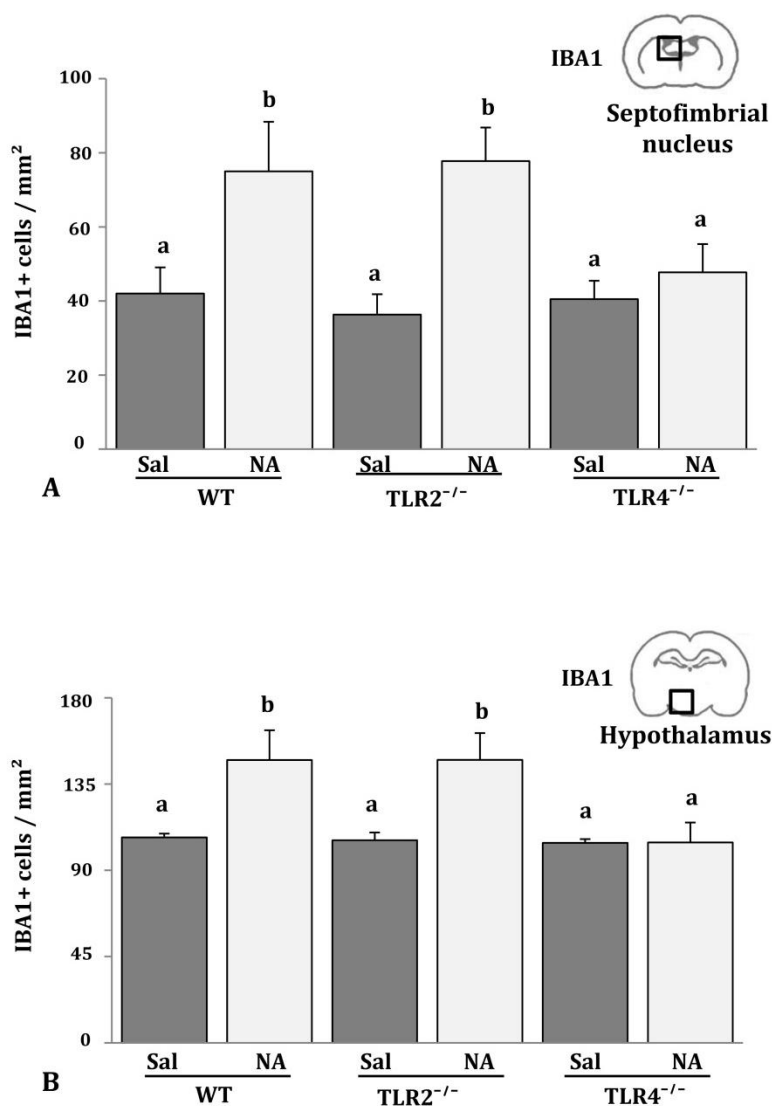 IBA1
Septofimbrial
nucleus
IBA1+ cells / mm²
100
80
60
40
20
0
b
b
a
a
a
a
Sal
NA
Sal
NA
Sal
NA
A
WT
TLR2⁻/⁻
TLR4⁻/⁻
IBA1
Hypothalamus
IBA1+ cells / mm²
180
135
90
45
0
b
b
a
a
a
a
Sal
NA
Sal
NA
Sal
NA
B
WT
TLR2⁻/⁻
TLR4⁻/⁻